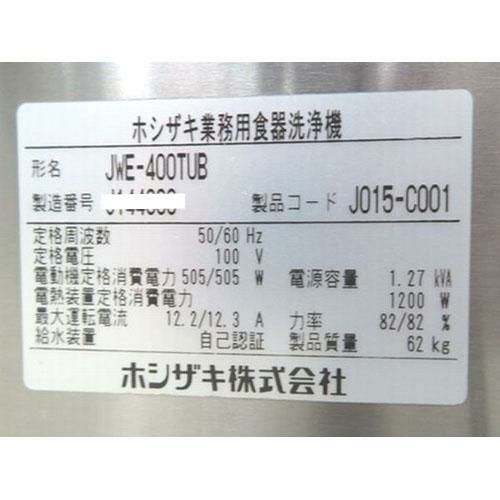 ホシザキ業務用食器洗浄機
形名 JWE-400TUB
製造番号 製品コード J015-C001
定格周波数 50/60 Hz
定格電圧 100 V
電動機定格消費電力 505/505 W 電源容量 1.27 kVA
電熱装置定格消費電力 1200 W
最大運転電流 12.2/12.3 A 力率 82/82 %
給水装置 自己認証 製品質量 62 kg
ホシザキ株式会社